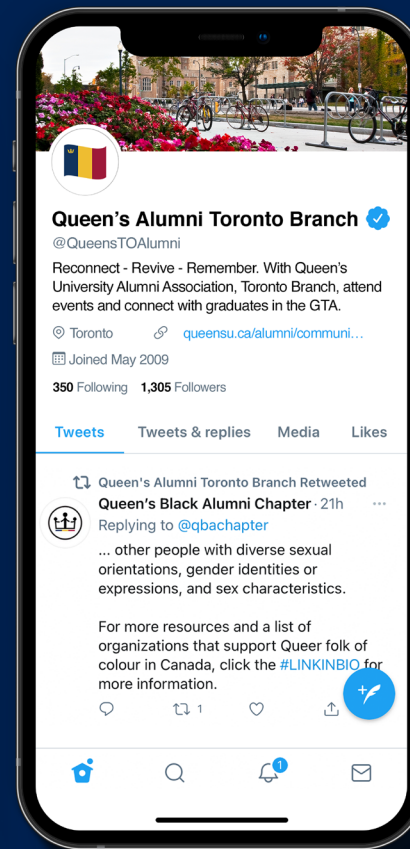 Queen's Alumni Toronto Branch
@QueensTOAlumni
Reconnect - Revive - Remember. With Queen's
University Alumni Association, Toronto Branch, attend
events and connect with graduates in the GTA.
Toronto queensu.ca/alumni/communi...
Joined May 2009
350 Following 1,305 Followers
Tweets Tweets & replies Media Likes
Queen's Alumni Toronto Branch Retweeted
Queen's Black Alumni Chapter · 21h
Replying to @qbachapter
... other people with diverse sexual
orientations, gender identities or
expressions, and sex characteristics.
For more resources and a list of
organizations that support Queer folk of
colour in Canada, click the #LINKINBIO for
more information.
1
1